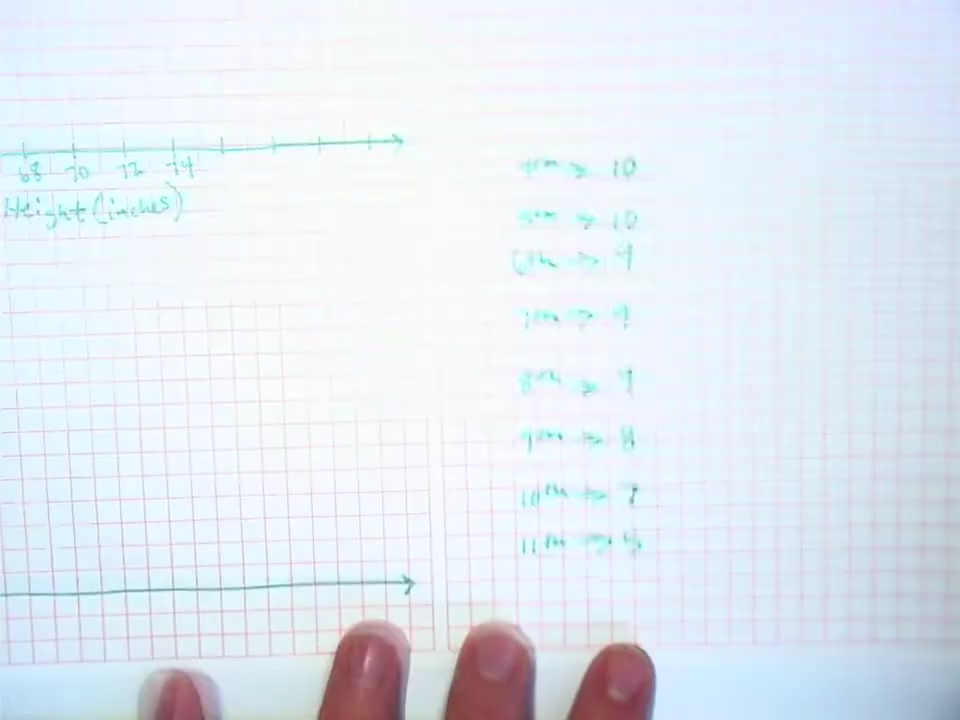 68 70 72 74
Height (inches)
4th → 10
5th → 10
6th → 9
7th → 9
8th → 9
9th → 8
10th → 7
11th →